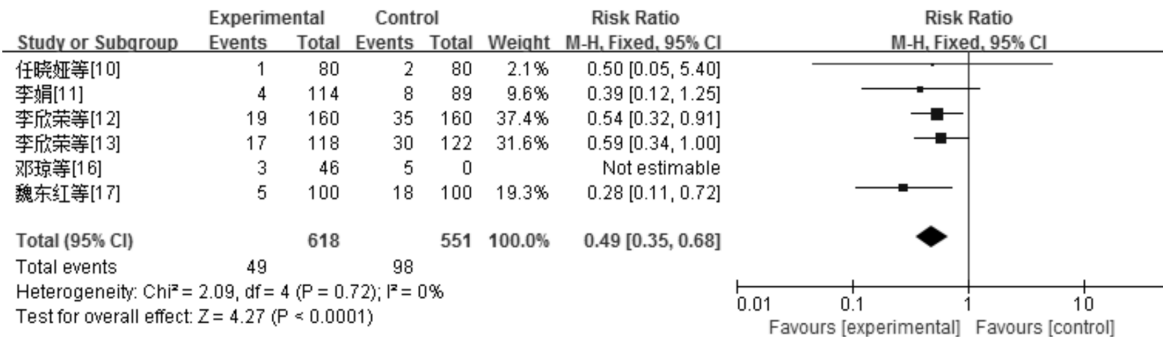 Experimental Control Risk Ratio Risk Ratio
Study or Subgroup Events Total Events Total Weight M-H, Fixed, 95% CI M-H, Fixed, 95% CI
任晓娅等[10] 1 80 2 80 2.1% 0.50 [0.05, 5.40]
李娟[11] 4 114 8 89 9.6% 0.39 [0.12, 1.25]
李欣荣等[12] 19 160 35 160 37.4% 0.54 [0.32, 0.91]
李欣荣等[13] 17 118 30 122 31.6% 0.59 [0.34, 1.00]
邓琼等[16] 3 46 5 0 Not estimable
魏东红等[17] 5 100 18 100 19.3% 0.28 [0.11, 0.72]
Total (95% CI) 618 551 100.0% 0.49 [0.35, 0.68]
Total events 49 98
Heterogeneity: Chi² = 2.09, df = 4 (P = 0.72); I² = 0%
Test for overall effect: Z = 4.27 (P < 0.0001)
0.01 0.1 1 10
Favours [experimental] Favours [control]